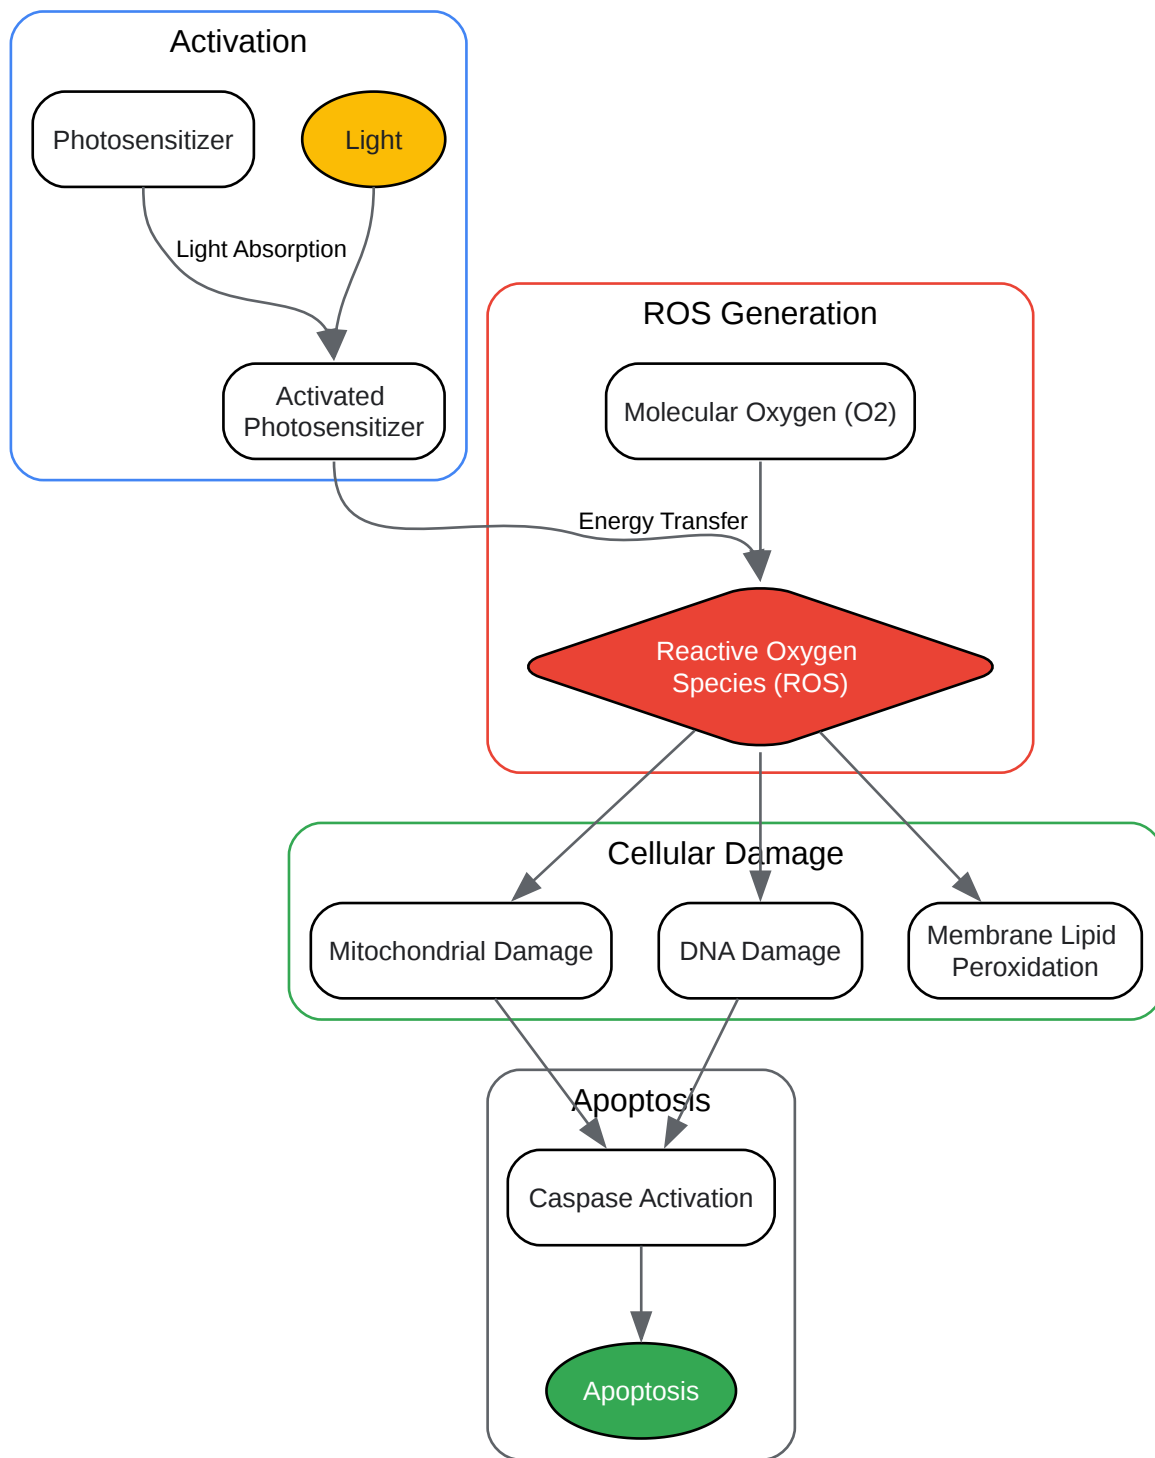 Activation
Photosensitizer
Light
Light Absorption
Activated
Photosensitizer
ROS Generation
Molecular Oxygen (O2)
Energy Transfer
Reactive Oxygen
Species (ROS)
Cellular Damage
Mitochondrial Damage
DNA Damage
Membrane Lipid
Peroxidation
Apoptosis
Caspase Activation
Apoptosis